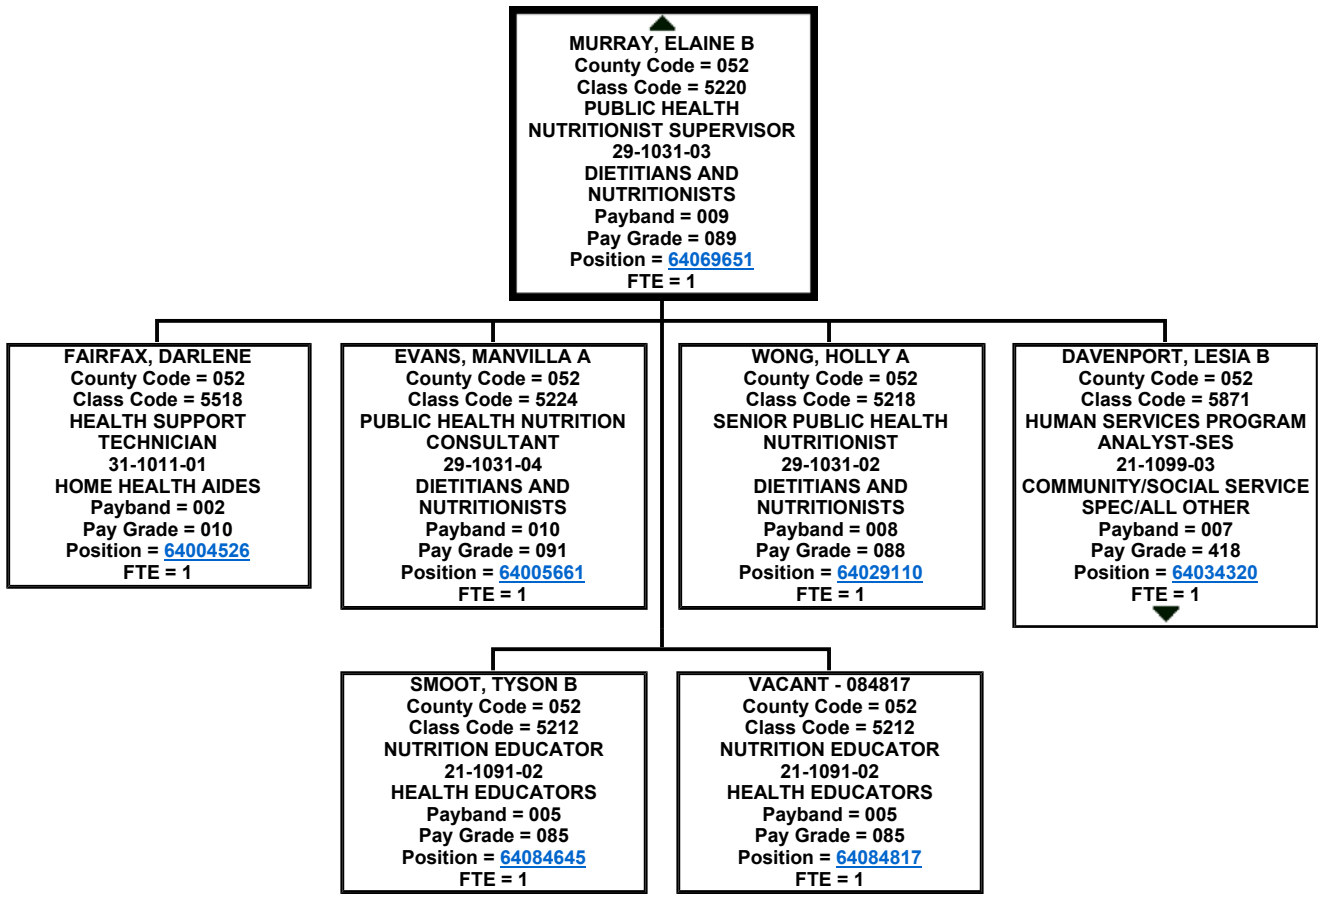 MURRAY, ELAINE B
County Code = 052
Class Code = 5220
PUBLIC HEALTH
NUTRITIONIST SUPERVISOR
29-1031-03
DIETITIANS AND
NUTRITIONISTS
Payband = 009
Pay Grade = 089
Position = 64069651
FTE = 1
FAIRFAX, DARLENE
County Code = 052
Class Code = 5518
HEALTH SUPPORT
TECHNICIAN
31-1011-01
HOME HEALTH AIDES
Payband = 002
Pay Grade = 010
Position = 64004526
FTE = 1
EVANS, MANVILLA A
County Code = 052
Class Code = 5224
PUBLIC HEALTH NUTRITION
CONSULTANT
29-1031-04
DIETITIANS AND
NUTRITIONISTS
Payband = 010
Pay Grade = 091
Position = 64005661
FTE = 1
WONG, HOLLY A
County Code = 052
Class Code = 5218
SENIOR PUBLIC HEALTH
NUTRITIONIST
29-1031-02
DIETITIANS AND
NUTRITIONISTS
Payband = 008
Pay Grade = 088
Position = 64029110
FTE = 1
DAVENPORT, LESIA B
County Code = 052
Class Code = 5871
HUMAN SERVICES PROGRAM
ANALYST-SES
21-1099-03
COMMUNITY/SOCIAL SERVICE
SPEC/ALL OTHER
Payband = 007
Pay Grade = 418
Position = 64034320
FTE = 1
SMOOT, TYSON B
County Code = 052
Class Code = 5212
NUTRITION EDUCATOR
21-1091-02
HEALTH EDUCATORS
Payband = 005
Pay Grade = 085
Position = 64084645
FTE = 1
VACANT - 084817
County Code = 052
Class Code = 5212
NUTRITION EDUCATOR
21-1091-02
HEALTH EDUCATORS
Payband = 005
Pay Grade = 085
Position = 64084817
FTE = 1